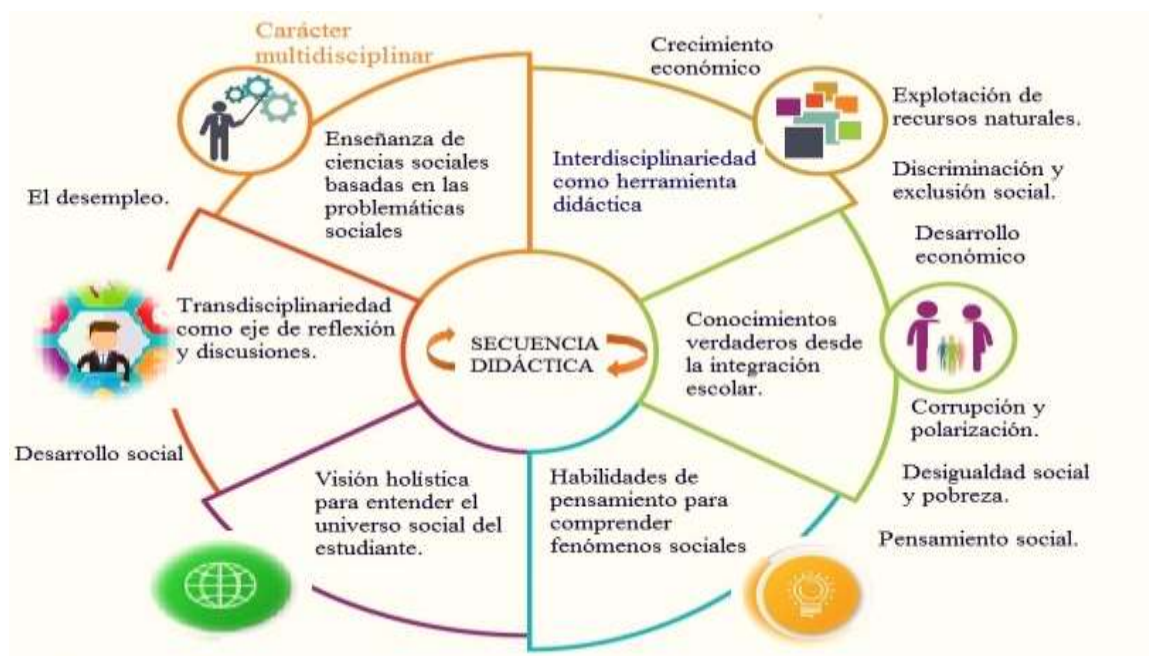 Carácter
multidisciplinar
Crecimiento
económico
Explotación de
recursos naturales.
Enseñanza de
ciencias sociales
basadas en las
problemáticas
sociales
Interdisciplinariedad
como herramienta
didáctica
Discriminación y
exclusión social.
El desempleo.
Desarrollo
económico
Transdisciplinariedad
como eje de reflexión
y discusiones.
SECUENCIA
DIDÁCTICA
Conocimientos
verdaderos desde
la integración
escolar.
Corrupción y
polarización.
Desarrollo social
Visión holística
para entender el
universo social del
estudiante.
Habilidades de
pensamiento para
comprender
fenómenos sociales
Desigualdad social
y pobreza.
Pensamiento social.